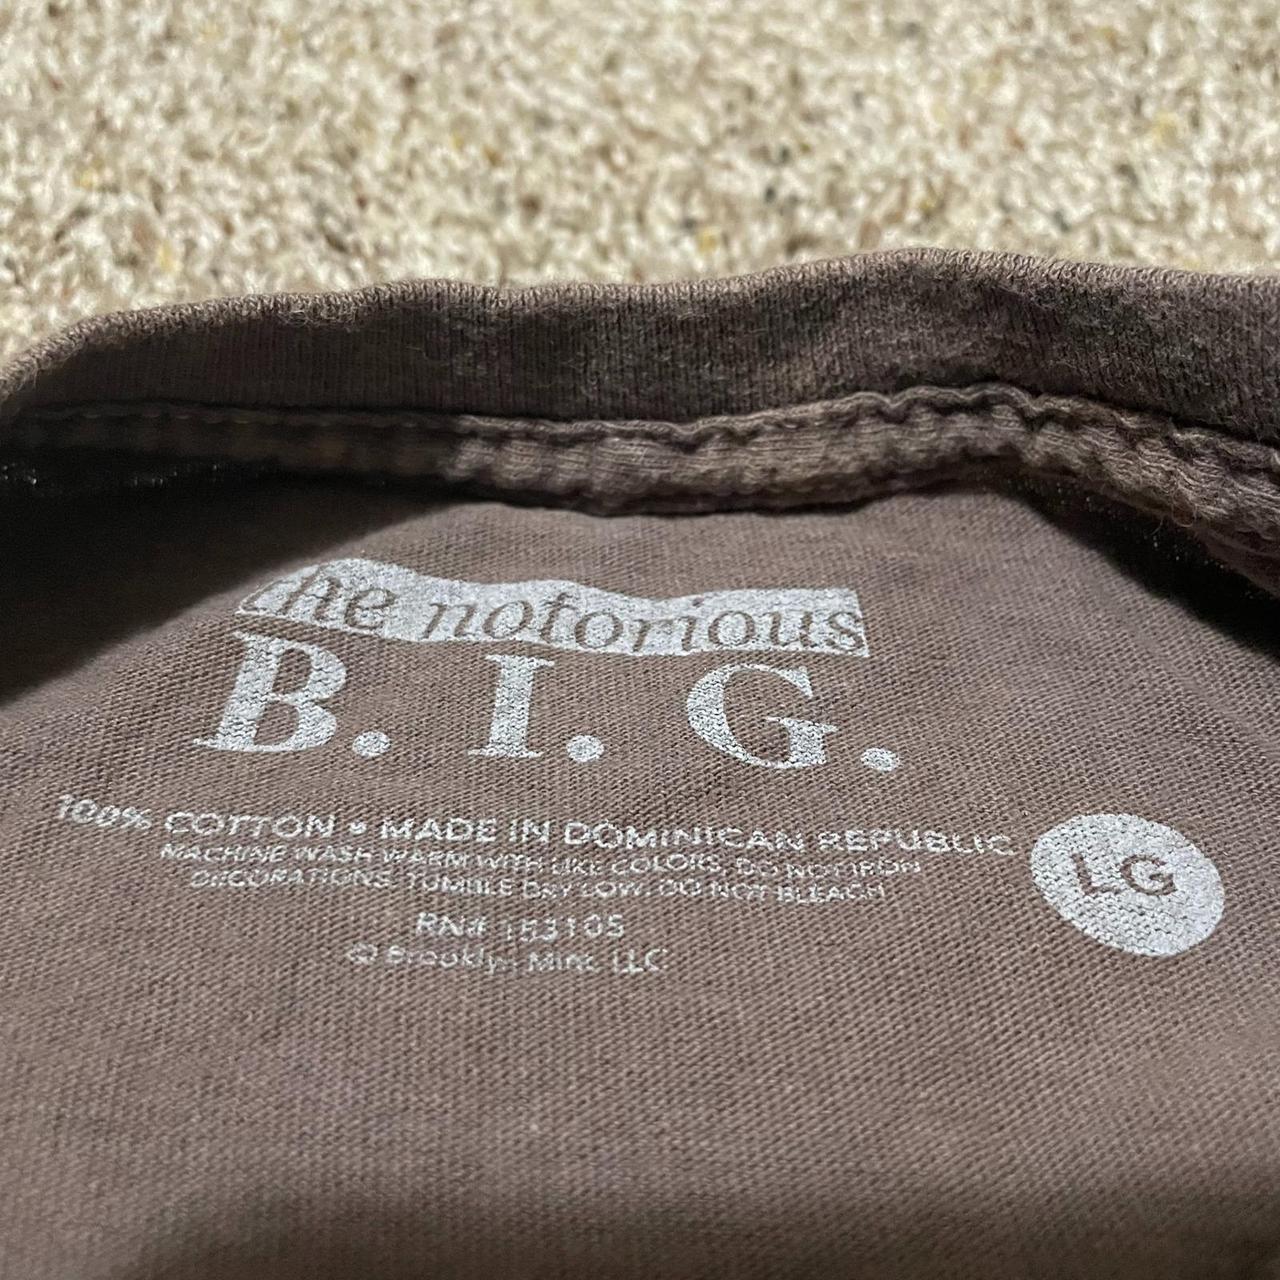 the notorious
B. I. G.
100% COTTON • MADE IN DOMINICAN REPUBLIC
MACHINE WASH WARM WITH LIKE COLORS, DO NOT IRON
DECORATIONS. TUMBLE DRY LOW. DO NOT BLEACH
RN# 153105
© Brooklyn Mint, LLC
LG